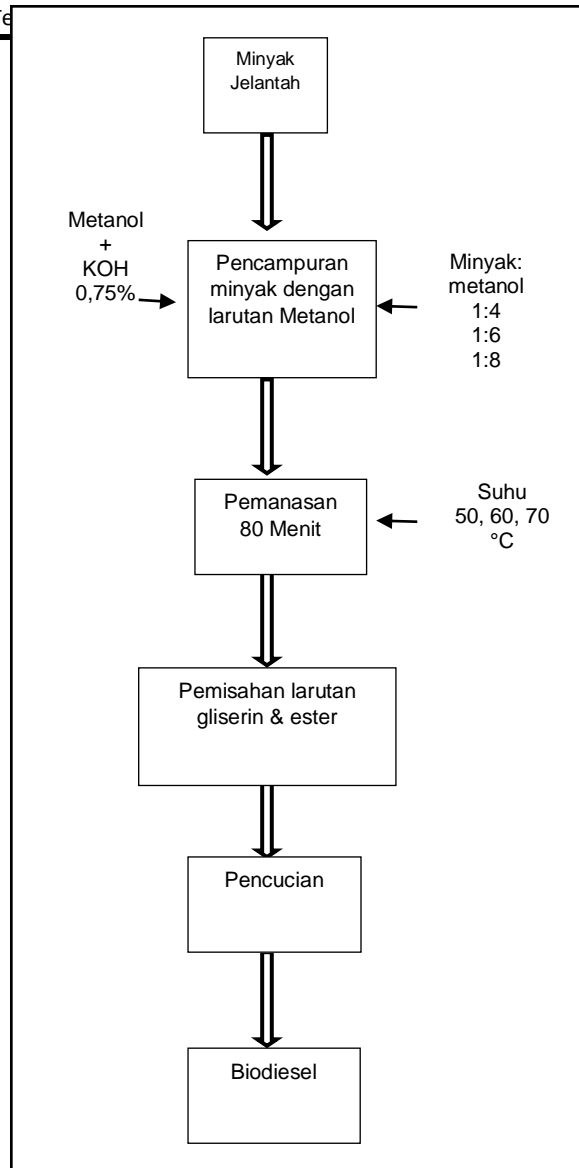 Minyak
Jelantah
Metanol
+
KOH
0,75%
Pencampuran
minyak dengan
larutan Metanol
Minyak:
metanol
1:4
1:6
1:8
Pemanasan
80 Menit
Suhu
50, 60, 70
°C
Pemisahan larutan
gliserin & ester
Pencucian
Biodiesel